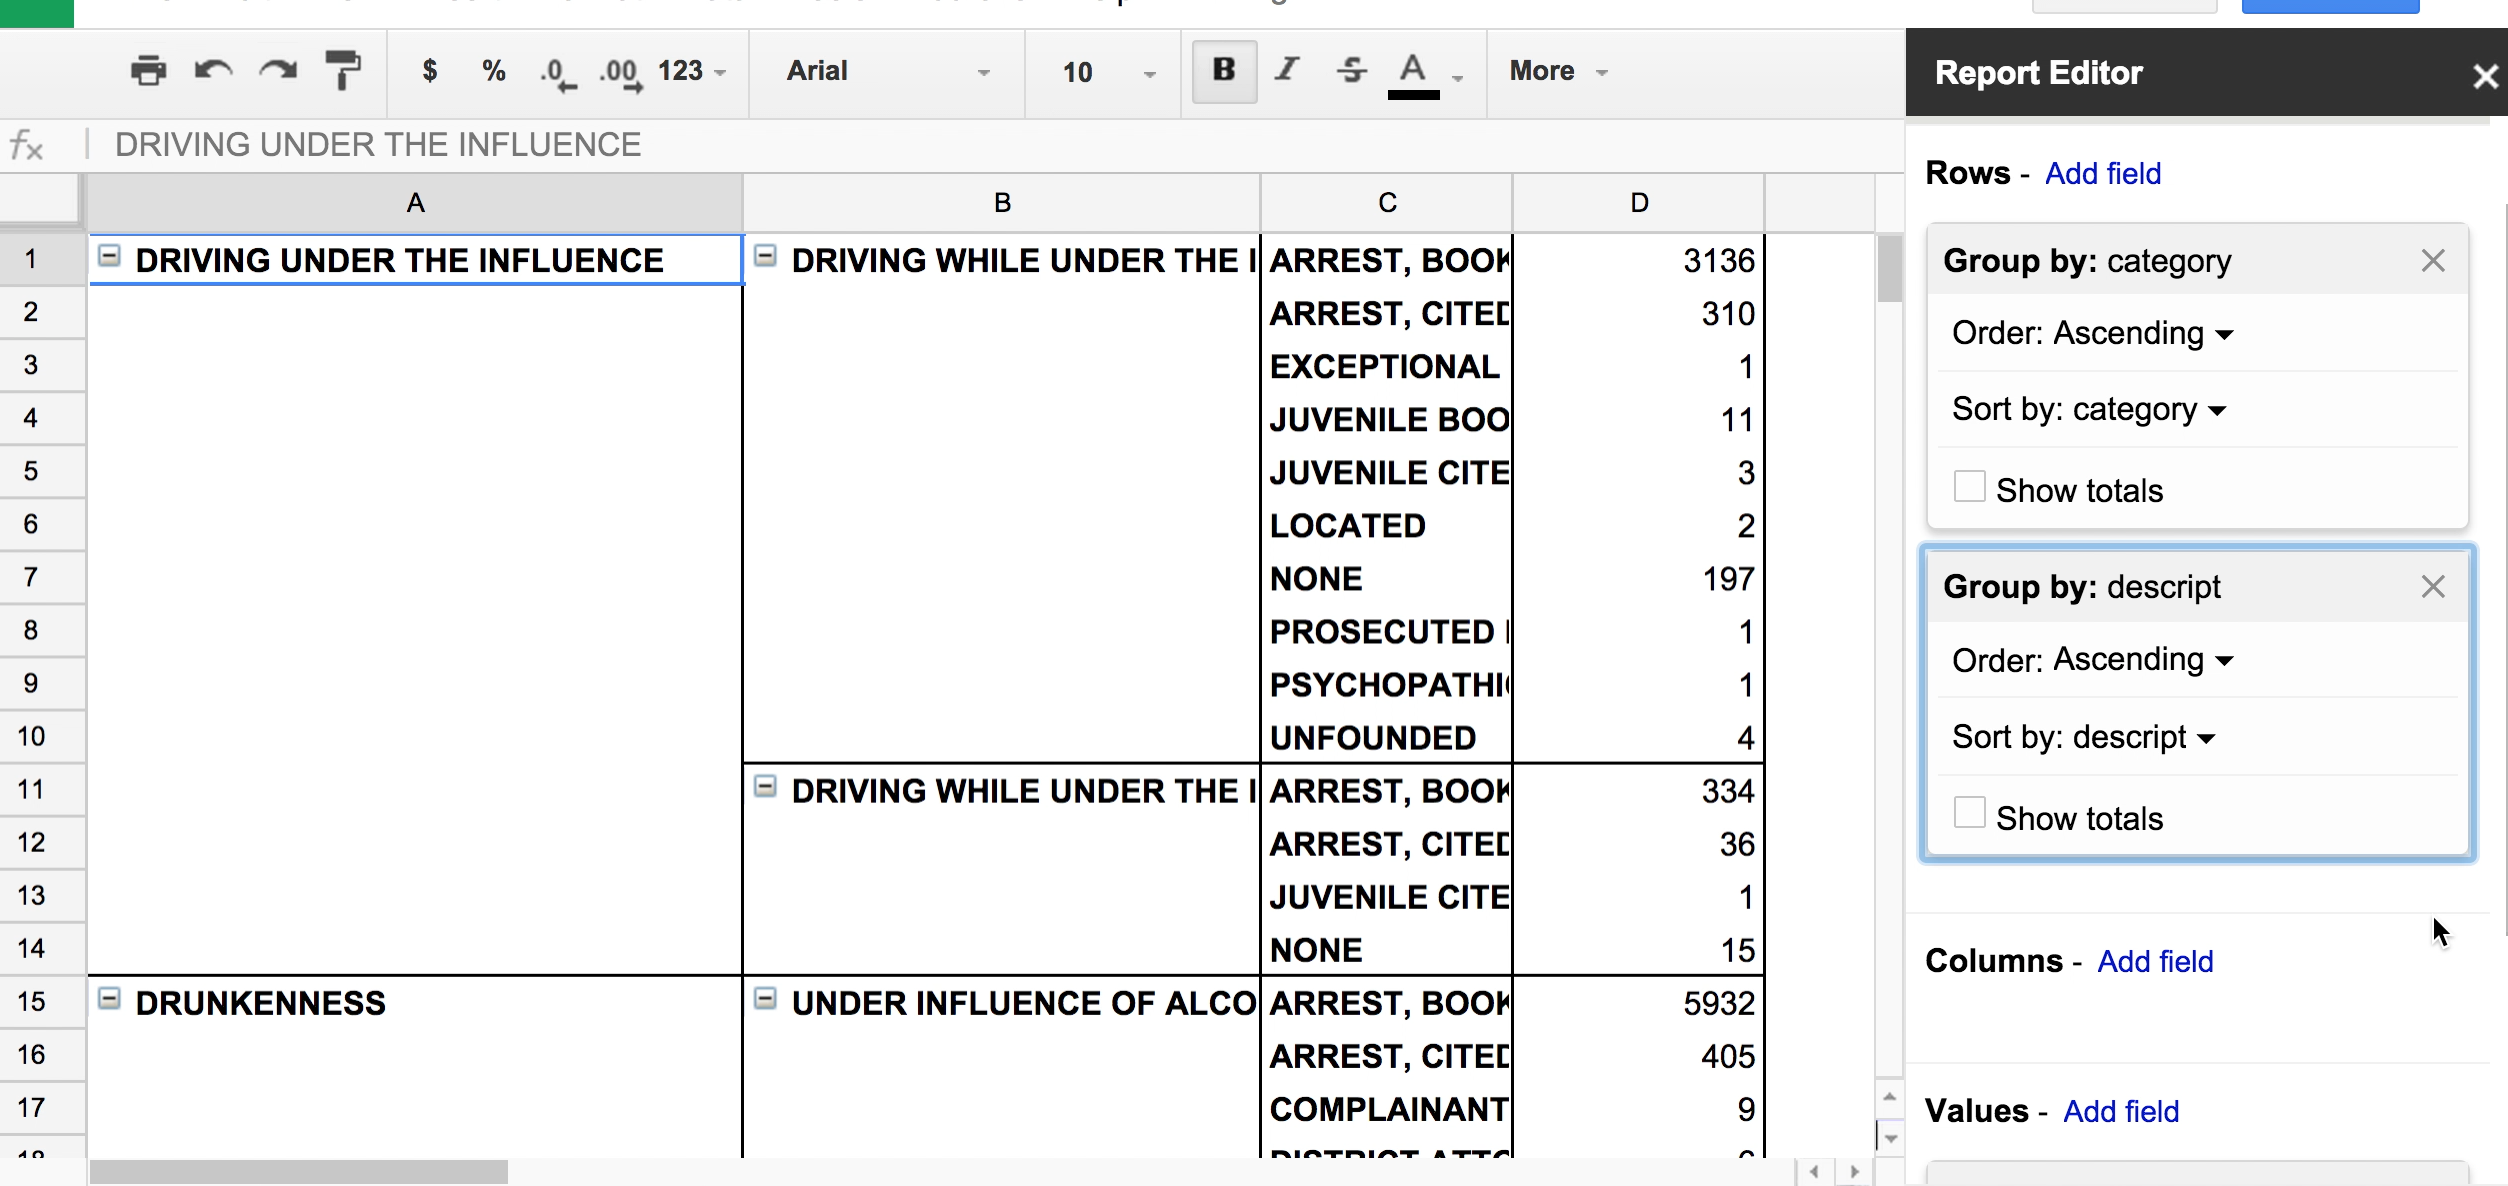 $ % .0 .00 123 Arial 10 B I S A More
Report Editor
fx DRIVING UNDER THE INFLUENCE
A B C D
1 DRIVING UNDER THE INFLUENCE DRIVING WHILE UNDER THE I ARREST, BOOK 3136
2 ARREST, CITED 310
3 EXCEPTIONAL 1
4 JUVENILE BOO 11
5 JUVENILE CITE 3
6 LOCATED 2
7 NONE 197
8 PROSECUTED 1
9 PSYCHOPATHI 1
10 UNFOUNDED 4
11 DRIVING WHILE UNDER THE I ARREST, BOOK 334
12 ARREST, CITED 36
13 JUVENILE CITE 1
14 NONE 15
15 DRUNKENNESS UNDER INFLUENCE OF ALCO ARREST, BOOK 5932
16 ARREST, CITED 405
17 COMPLAINANT 9
18 DISTRICT ATTO
Rows - Add field
Group by: category
Order: Ascending
Sort by: category
Show totals
Group by: descript
Order: Ascending
Sort by: descript
Show totals
Columns - Add field
Values - Add field